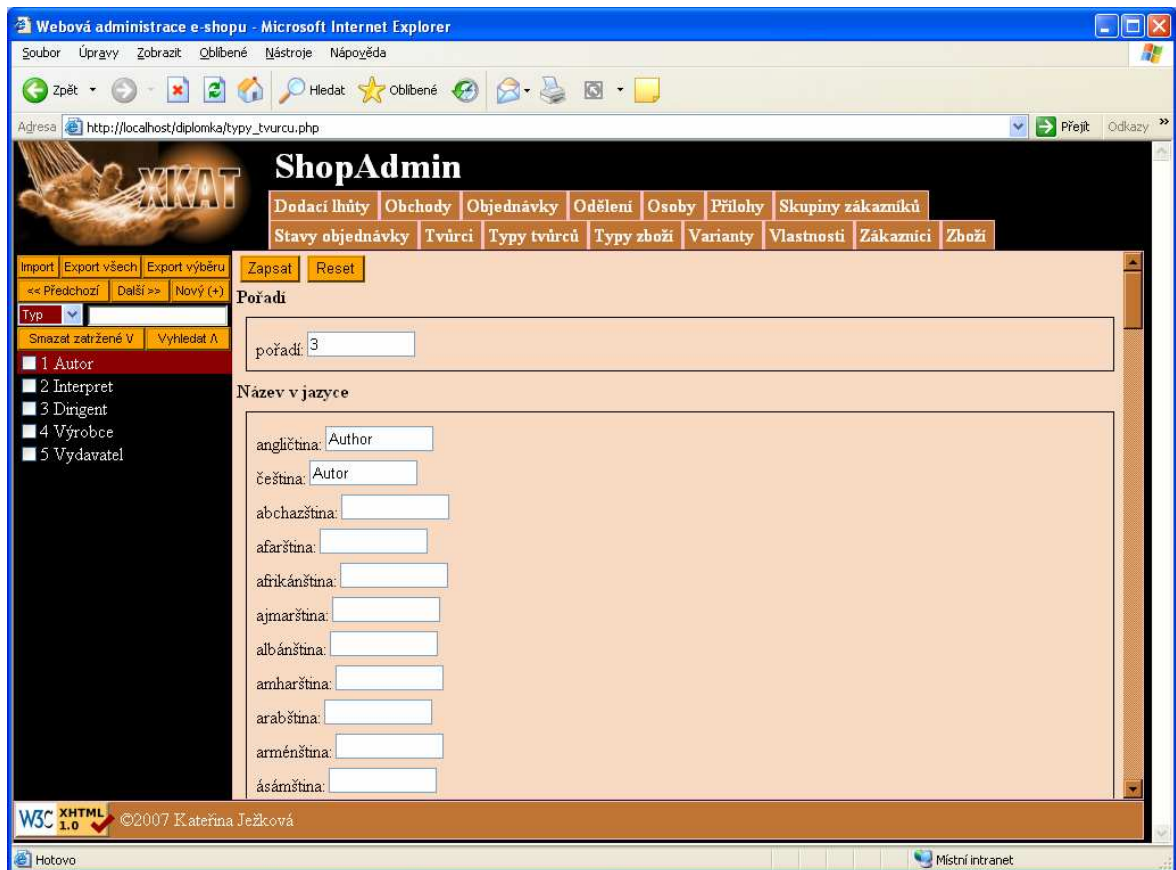 Webová administrace e-shopu - Microsoft Internet Explorer
Soubor Úpravy Zobrazit Oblíbené Nástroje Nápověda
Zpět Hledat Oblíbené
Adresa http://localhost/diplomka/typy_tvurcu.php Přejít Odkazy »
XKAT
ShopAdmin
Dodací lhůty Obchody Objednávky Odělení Osoby Přílohy Skupiny zákazníků
Stavy objednávky Tvůrci Typy tvůrců Typy zboží Varianty Vlastnosti Zákazníci Zboží
Import Export všech Export výběru
<< Předchozí Další >> Nový (+)
Typ
Smazat zatržené V Vyhledat Λ
1 Autor
2 Interpret
3 Dirigent
4 Výrobce
5 Vydavatel
Zapsat Reset
Pořadí
pořadí: 3
Název v jazyce
angličtina: Author
čeština: Autor
abchazština:
afarština:
afrikánština:
ajmarština:
albánština:
amharština:
arabština:
arménština:
ásámština:
W3C XHTML 1.0 ©2007 Kateřina Ježková
Hotovo Místní intranet